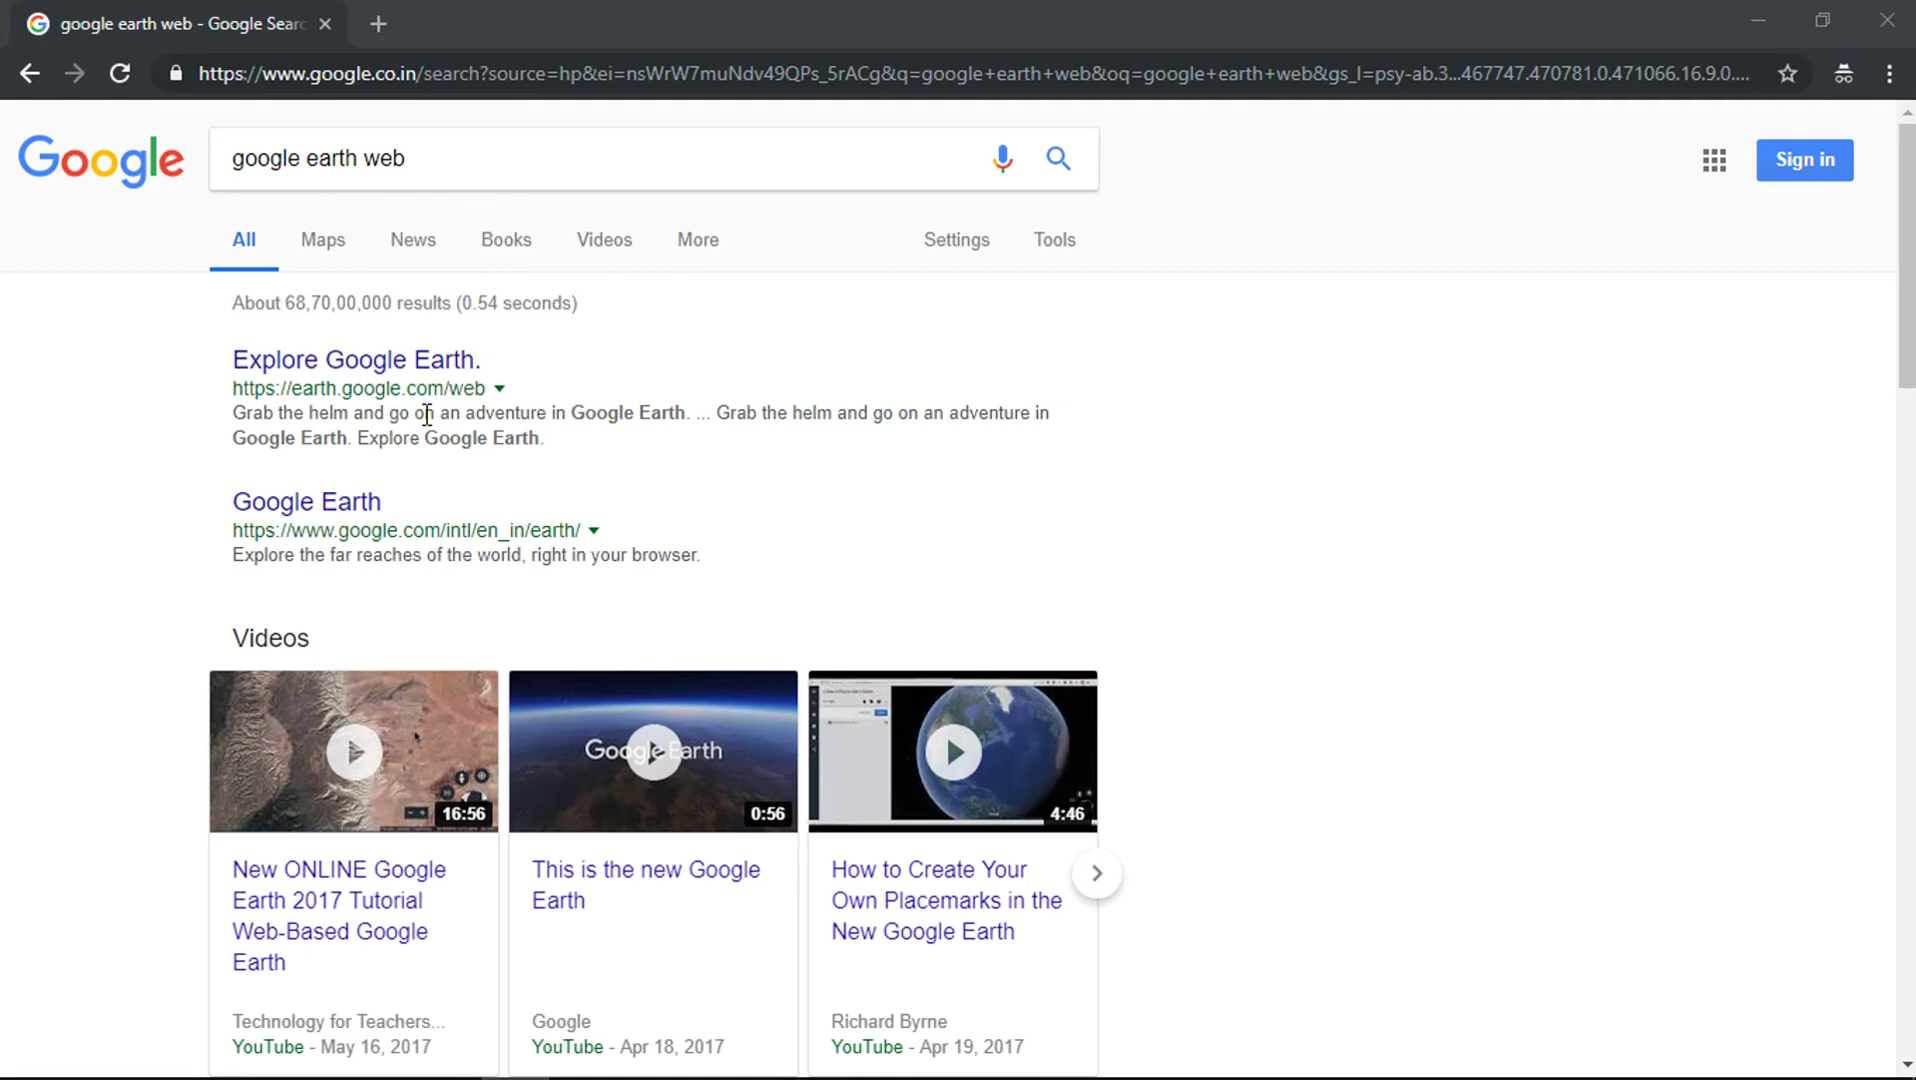 google earth web - Google Searc
https://www.google.co.in/search?source=hp&ei=nsWrW7muNdv49QPs_5rACg&q=google+earth+web&oq=google+earth+web&gs_l=psy-ab.3...467747.470781.0.471066.16.9.0....
Google
google earth web
Sign in
All Maps News Books Videos More Settings Tools
About 68,70,00,000 results (0.54 seconds)
Explore Google Earth.
https://earth.google.com/web
Grab the helm and go on an adventure in Google Earth. ... Grab the helm and go on an adventure in
Google Earth. Explore Google Earth.
Google Earth
https://www.google.com/intl/en_in/earth/
Explore the far reaches of the world, right in your browser.
Videos
Google Earth
16:56
0:56
4:46
New ONLINE Google
Earth 2017 Tutorial
Web-Based Google
Earth
This is the new Google
Earth
How to Create Your
Own Placemarks in the
New Google Earth
Technology for Teachers...
YouTube - May 16, 2017
Google
YouTube - Apr 18, 2017
Richard Byrne
YouTube - Apr 19, 2017